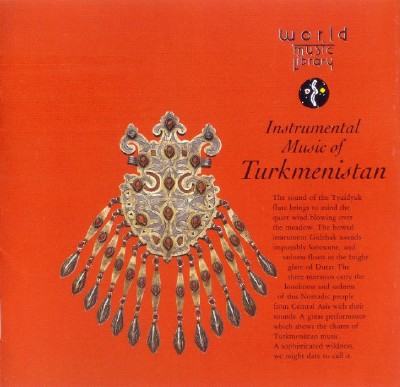 world
music
library
Instrumental
Music of
Turkmenistan
The sound of the Tyuidyuk
flute brings to mind the
quiet wind blowing over
the meadow. The bowed
instrument Gidzhak sounds
impossibly lonesome, and
sadness floats in the bright
glare of Dutar. The
three musicians carry the
loneliness and sadness
of this Nomadic people
from Central Asia with their
sounds. A great performance
which shows the charm of
Turkmenistan music.
A sophisticated wildness,
we might dare to call it.